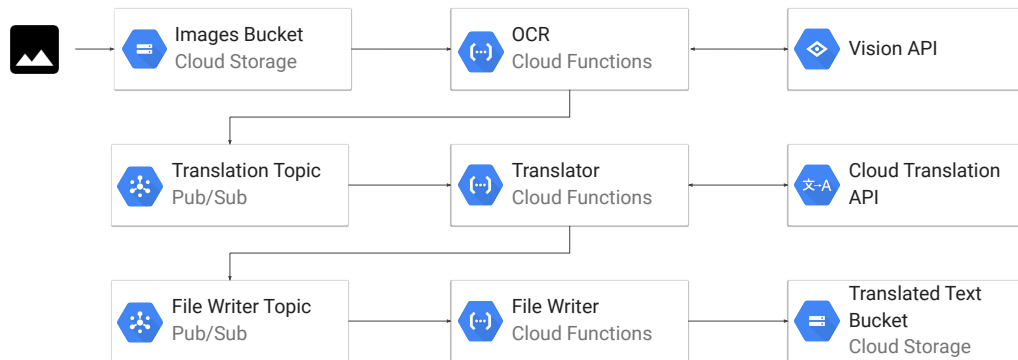 Images Bucket
Cloud Storage
OCR
Cloud Functions
Vision API
Translation Topic
Pub/Sub
Translator
Cloud Functions
文→A
Cloud Translation
API
File Writer Topic
Pub/Sub
File Writer
Cloud Functions
Translated Text
Bucket
Cloud Storage